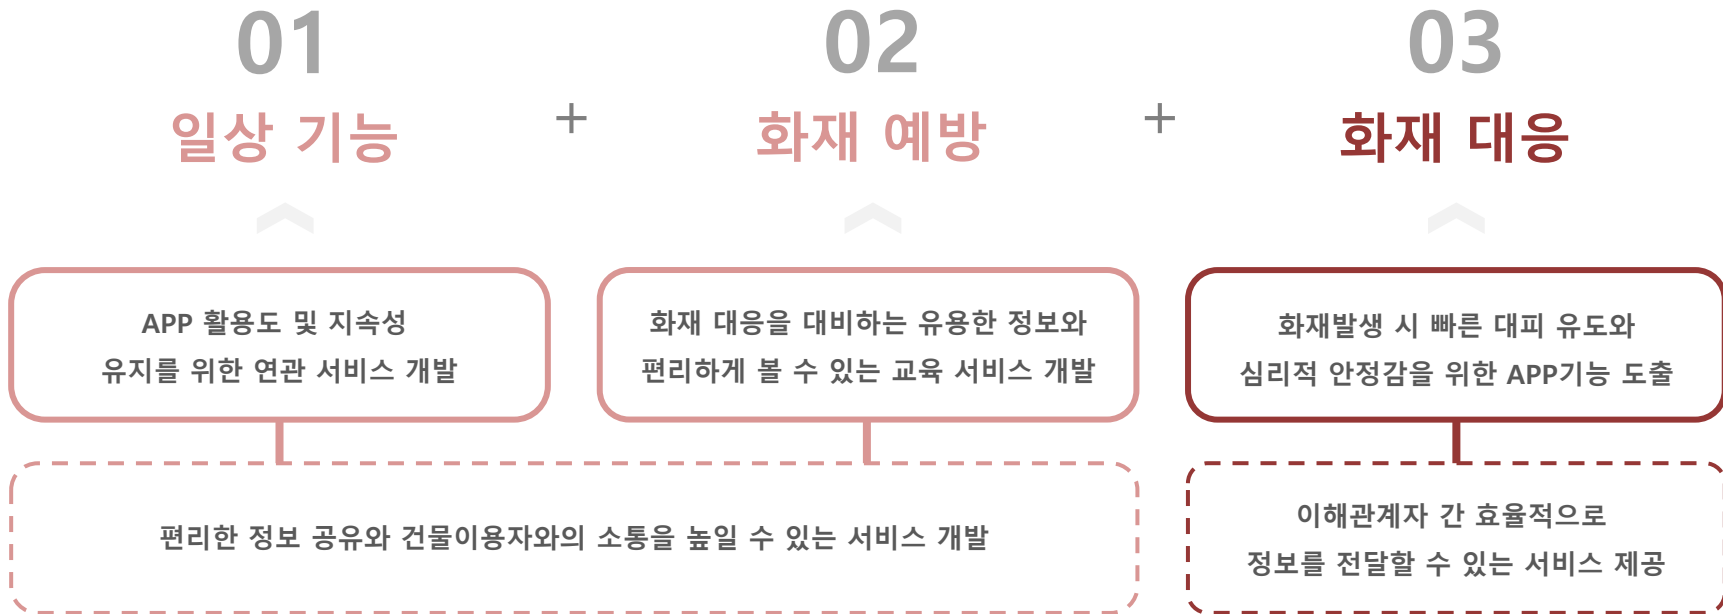 01
일상 기능
+
02
화재 예방
+
03
화재 대응
APP 활용도 및 지속성
유지를 위한 연관 서비스 개발
화재 대응을 대비하는 유용한 정보와
편리하게 볼 수 있는 교육 서비스 개발
화재발생 시 빠른 대피 유도와
심리적 안정감을 위한 APP기능 도출
편리한 정보 공유와 건물이용자와의 소통을 높일 수 있는 서비스 개발
이해관계자 간 효율적으로
정보를 전달할 수 있는 서비스 제공